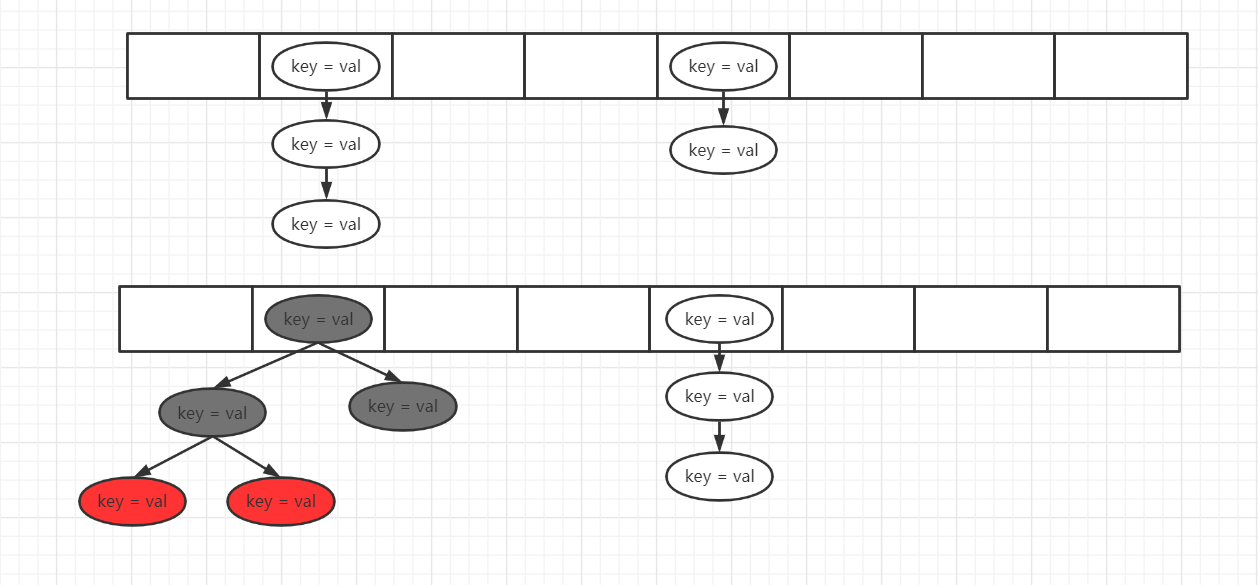 key = val
key = val
key = val
key = val
key = val
key = val
key = val
key = val
key = val
key = val
key = val
key = val
key = val